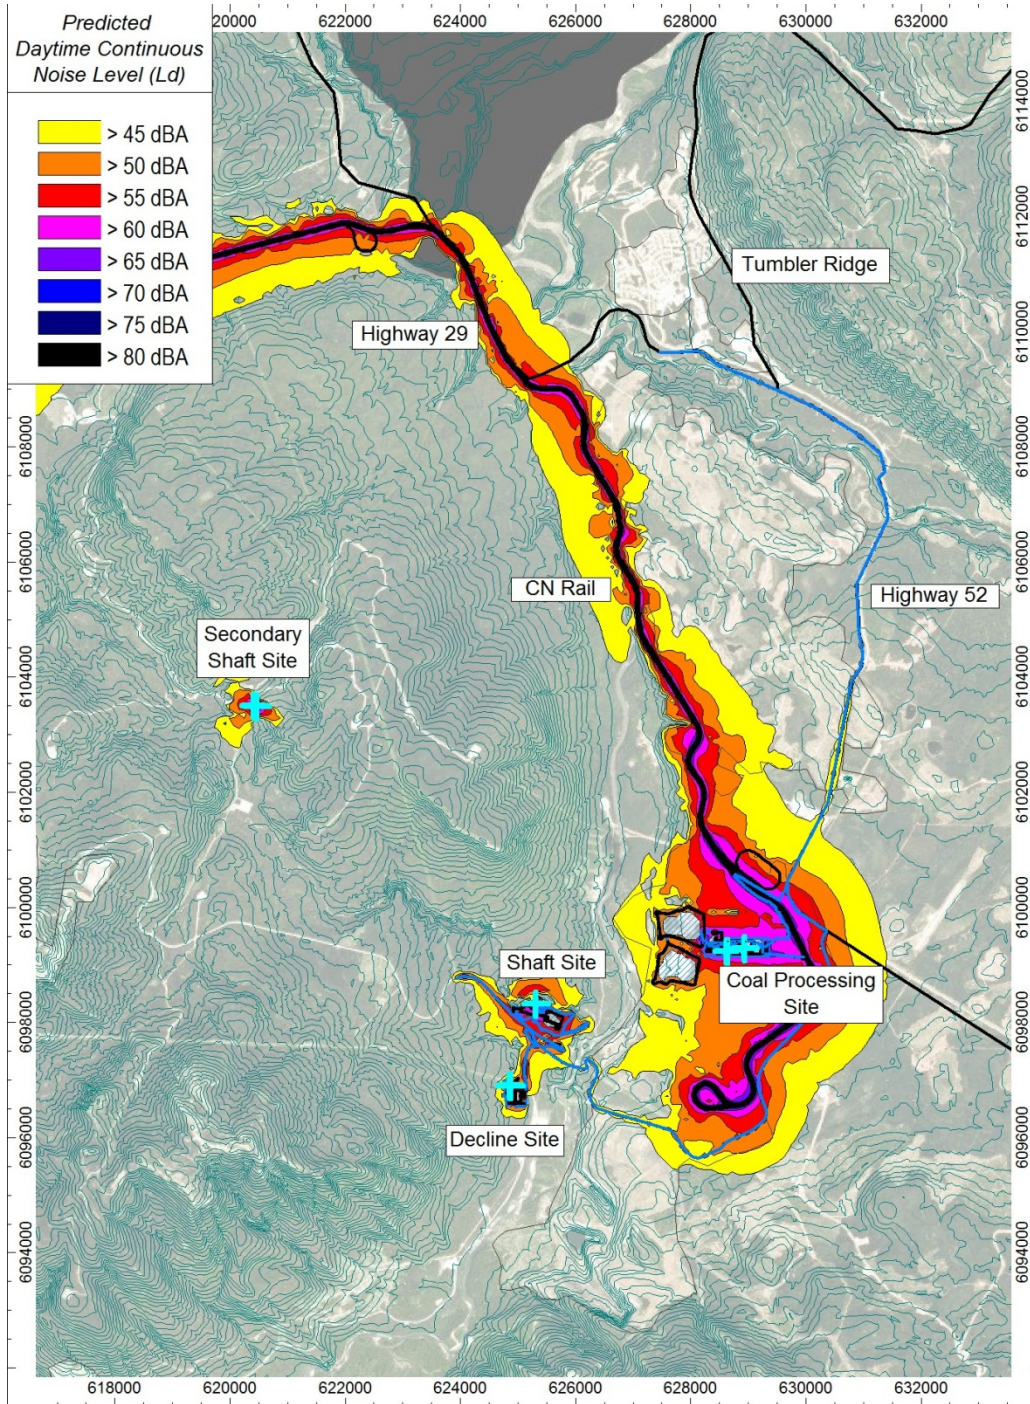 Predicted
Daytime Continuous
Noise Level (Ld)
> 45 dBA
> 50 dBA
> 55 dBA
> 60 dBA
> 65 dBA
> 70 dBA
> 75 dBA
> 80 dBA
620000
622000
624000
626000
628000
630000
632000
6114000
6112000
Tumbler Ridge
Highway 29
6110000
6108000
6108000
6106000
6106000
CN Rail
Highway 52
Secondary
Shaft Site
6104000
6104000
6102000
6102000
6100000
6100000
Shaft Site
Coal Processing
Site
6098000
6098000
Decline Site
6096000
6096000
6094000
6094000
618000
620000
622000
624000
626000
628000
630000
632000